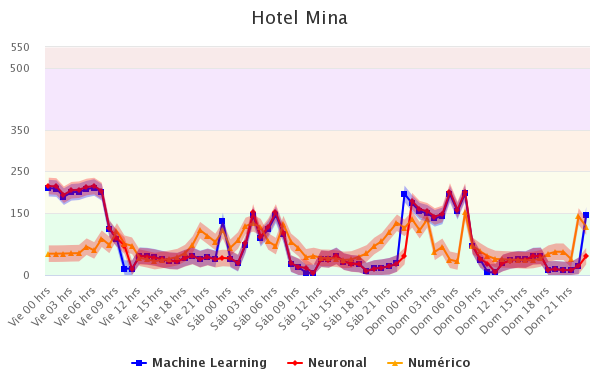 Hotel Mina
550
500
350
250
150
0
Vie 00 hrs
Vie 03 hrs
Vie 06 hrs
Vie 09 hrs
Vie 12 hrs
Vie 15 hrs
Vie 18 hrs
Vie 21 hrs
Sáb 00 hrs
Sáb 03 hrs
Sáb 06 hrs
Sáb 09 hrs
Sáb 12 hrs
Sáb 15 hrs
Sáb 18 hrs
Sáb 21 hrs
Dom 00 hrs
Dom 03 hrs
Dom 06 hrs
Dom 09 hrs
Dom 12 hrs
Dom 15 hrs
Dom 18 hrs
Dom 21 hrs
Machine Learning Neuronal Numérico